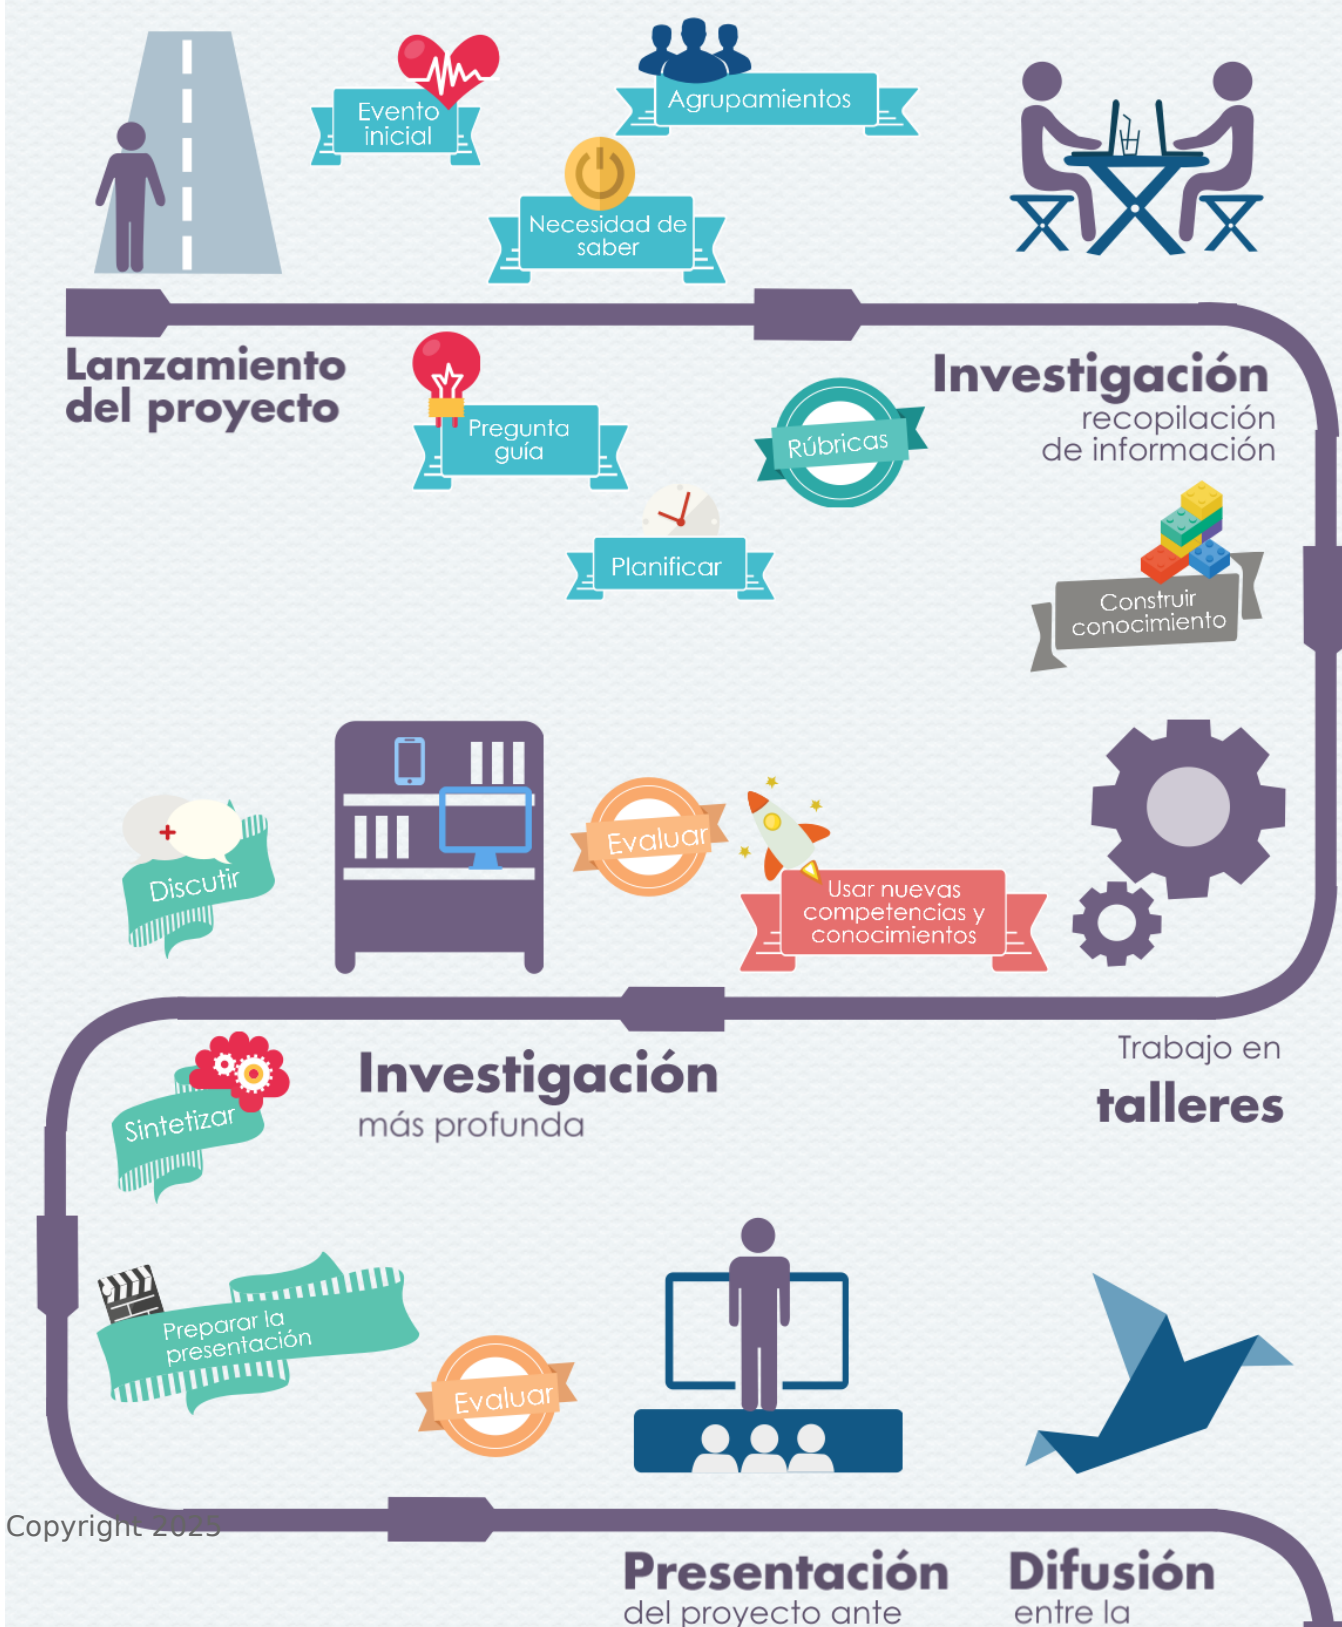 Evento
inicial
Agrupamientos
Necesidad de
saber
Lanzamiento
del proyecto
Pregunta
guía
Planificar
Rúbricas
Investigación
recopilación
de información
Construir
conocimiento
Discutir
Evaluar
Usar nuevas
competencias y
conocimientos
Sintetizar
Investigación
más profunda
Trabajo en
talleres
Preparar la
presentación
Evaluar
Copyright 2025
Presentación
del proyecto ante
Difusión
entre la